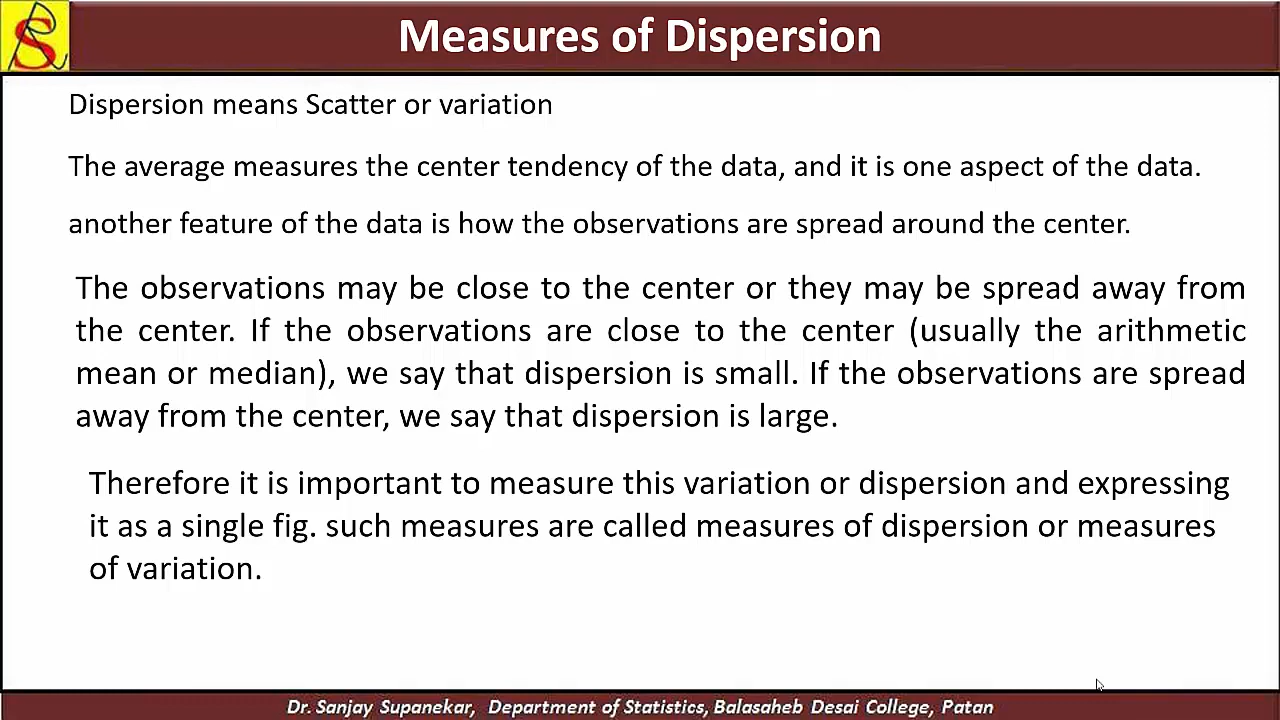 Measures of Dispersion
Dispersion means Scatter or variation
The average measures the center tendency of the data, and it is one aspect of the data.
another feature of the data is how the observations are spread around the center.
The observations may be close to the center or they may be spread away from
the center. If the observations are close to the center (usually the arithmetic
mean or median), we say that dispersion is small. If the observations are spread
away from the center, we say that dispersion is large.
Therefore it is important to measure this variation or dispersion and expressing
it as a single fig. such measures are called measures of dispersion or measures
of variation.
Dr. Sanjay Supanekar, Department of Statistics, Balasaheb Desai College, Patan